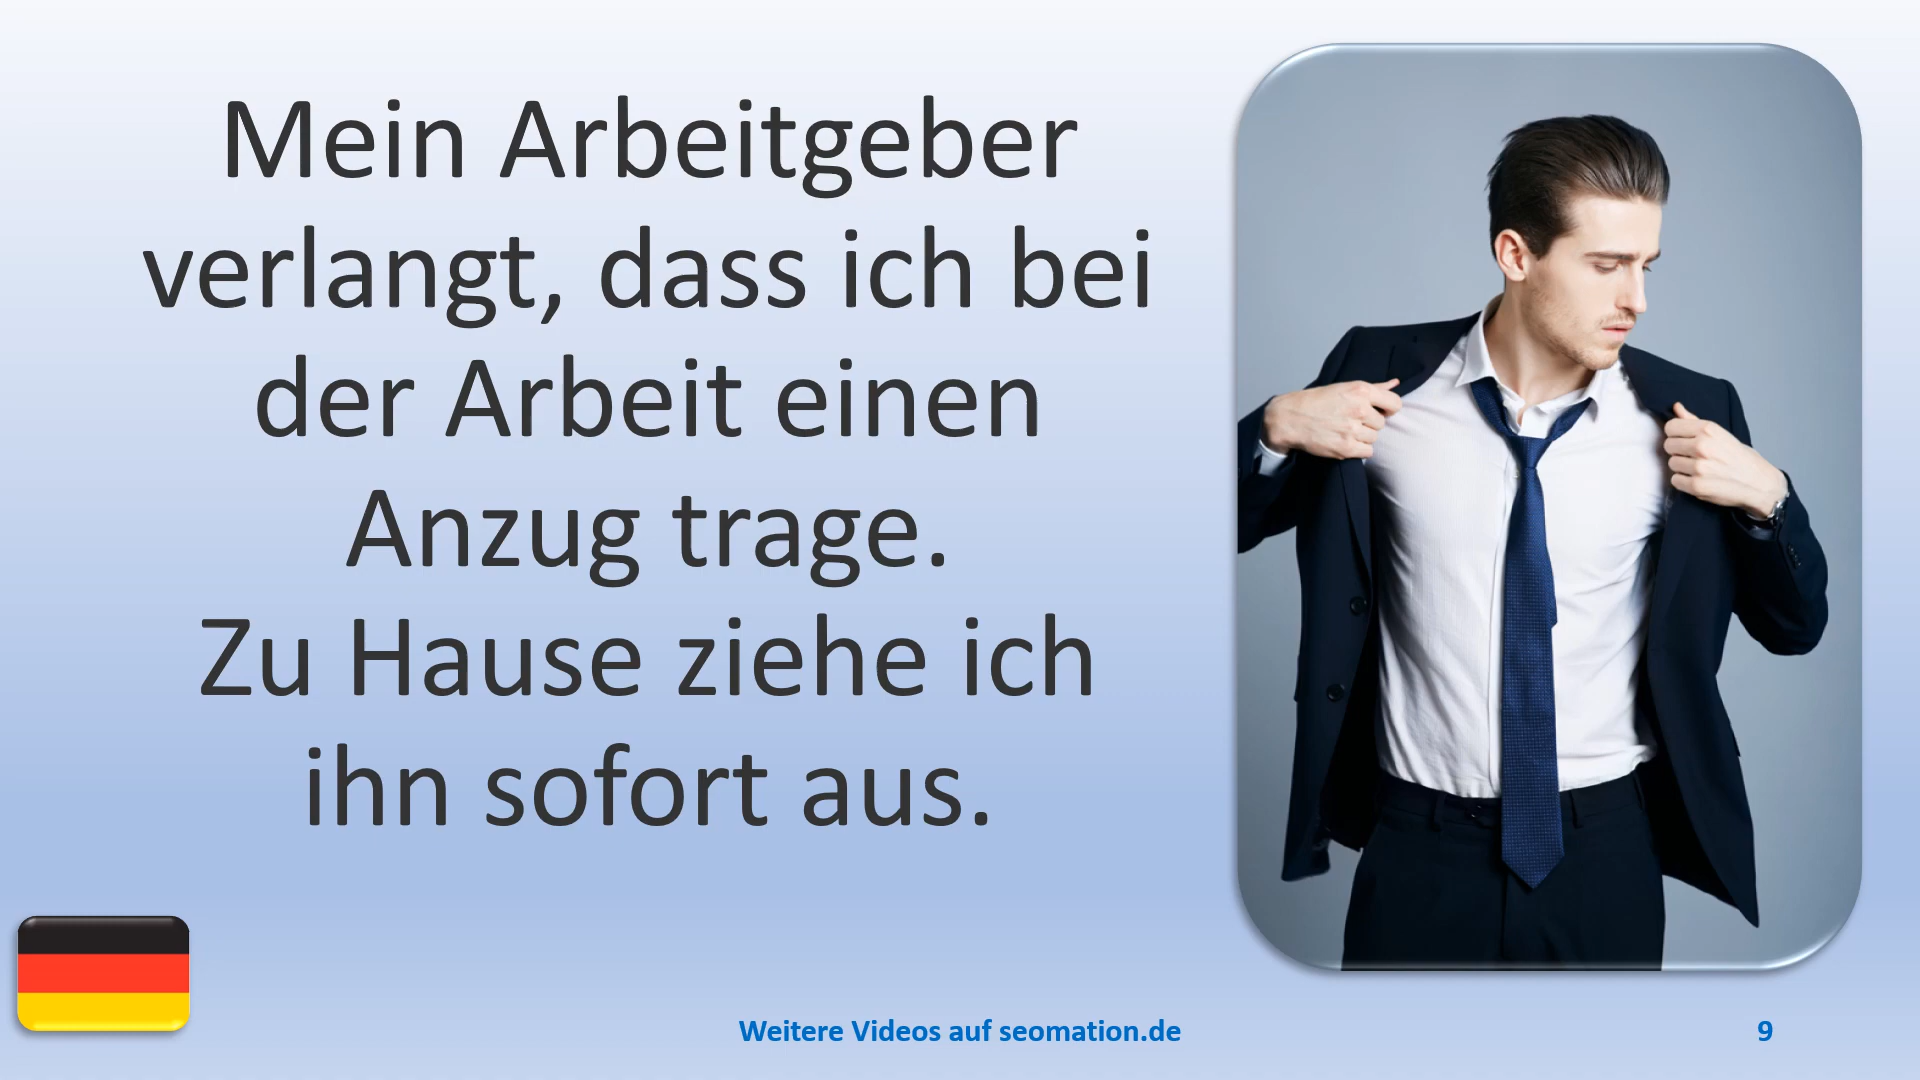 Mein Arbeitgeber
verlangt, dass ich bei
der Arbeit einen
Anzug trage.
Zu Hause ziehe ich
ihn sofort aus.
Weitere Videos auf seomation.de
9